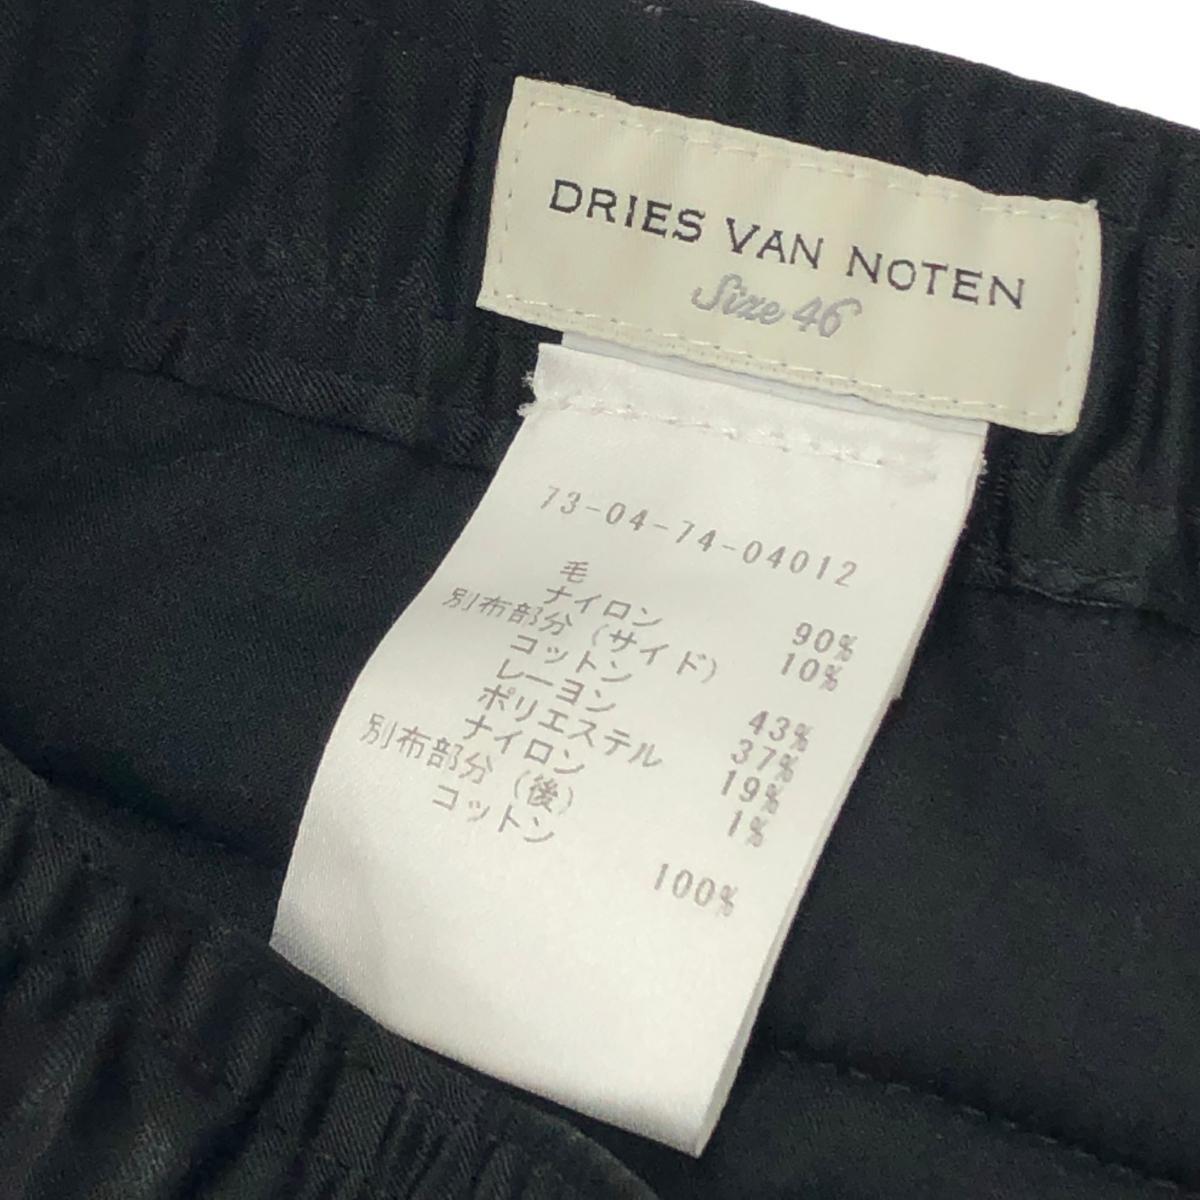 DRIES VAN NOTEN
Size 46
73-04-74-04012
毛 90%
ナイロン 10%
別布部分(サイド)
コットン 43%
レーヨン 37%
ポリエステル 19%
ナイロン 1%
別布部分(後)
コットン 100%